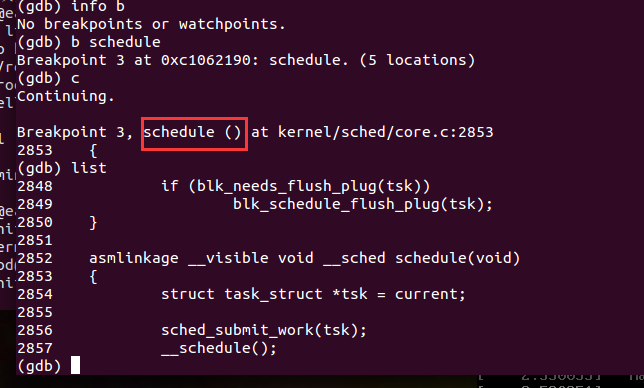 (gdb) info b
No breakpoints or watchpoints.
(gdb) b schedule
Breakpoint 3 at 0xc1062190: schedule. (5 locations)
(gdb) c
Continuing.

Breakpoint 3, schedule () at kernel/sched/core.c:2853
2853    {
(gdb) list
2848            if (blk_needs_flush_plug(tsk))
2849                    blk_schedule_flush_plug(tsk);
2850    }
2851
2852    asmlinkage __visible void __sched schedule(void)
2853    {
2854            struct task_struct *tsk = current;
2855
2856            sched_submit_work(tsk);
2857            __schedule();
(gdb)